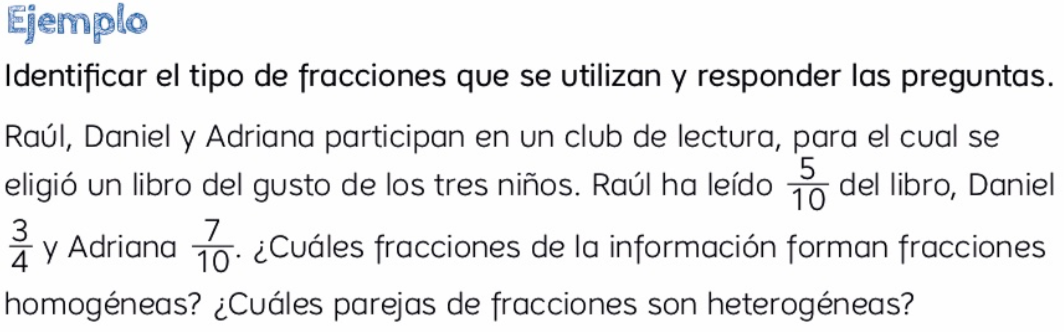 Ejemplo
Identificar el tipo de fracciones que se utilizan y responder las preguntas.
Raúl, Daniel y Adriana participan en un club de lectura, para el cual se
eligió un libro del gusto de los tres niños. Raúl ha leído 5/10 del libro, Daniel
3/4 y Adriana 7/10. ¿Cuáles fracciones de la información forman fracciones
homogéneas? ¿Cuáles parejas de fracciones son heterogéneas?